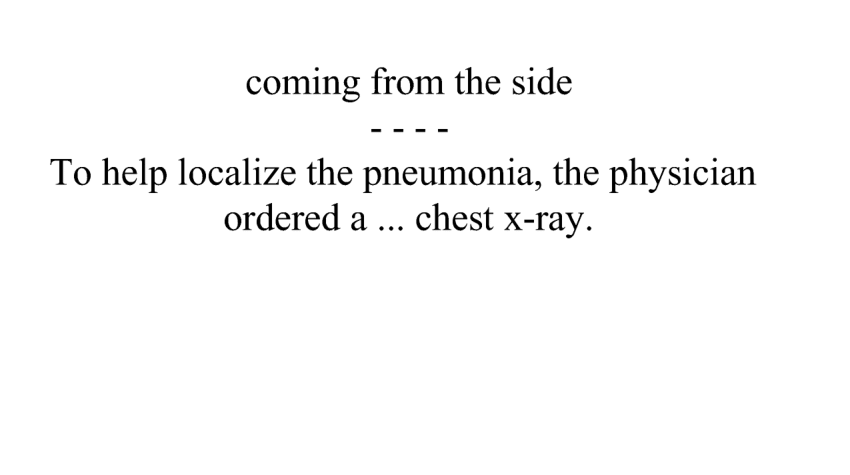 coming from the side
- - - -
To help localize the pneumonia, the physician
ordered a ... chest x-ray.